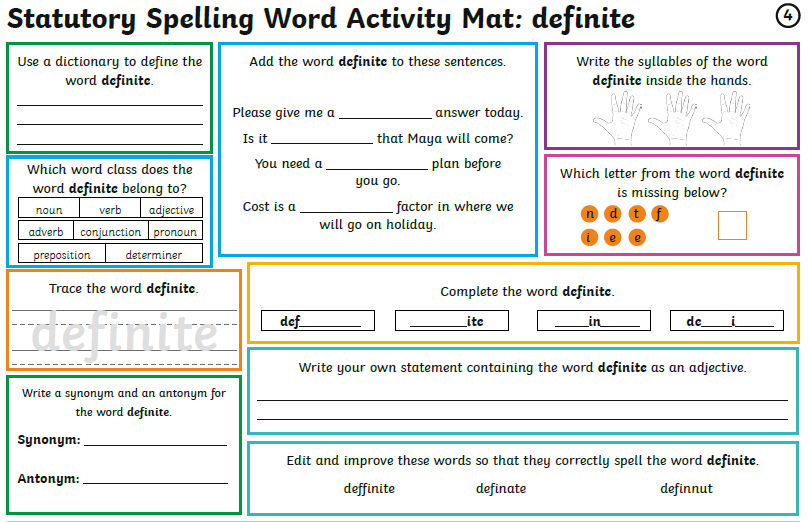 Statutory Spelling Word Activity Mat: definite
4
Use a dictionary to define the
word definite.
Add the word definite to these sentences.
Please give me a ____________ answer today.
Is it ____________ that Maya will come?
You need a ____________ plan before
you go.
Cost is a ____________ factor in where we
will go on holiday.
Write the syllables of the word
definite inside the hands.
Which word class does the
word definite belong to?
noun verb adjective
adverb conjunction pronoun
preposition determiner
Which letter from the word definite
is missing below?
n d t f
i e e
Trace the word definite.
definite
Complete the word definite.
def________ ________ite ____in____ de____i____
Write your own statement containing the word definite as an adjective.
Write a synonym and an antonym for
the word definite.
Synonym: ____________
Antonym: ____________
Edit and improve these words so that they correctly spell the word definite.
deffinite definate definnut